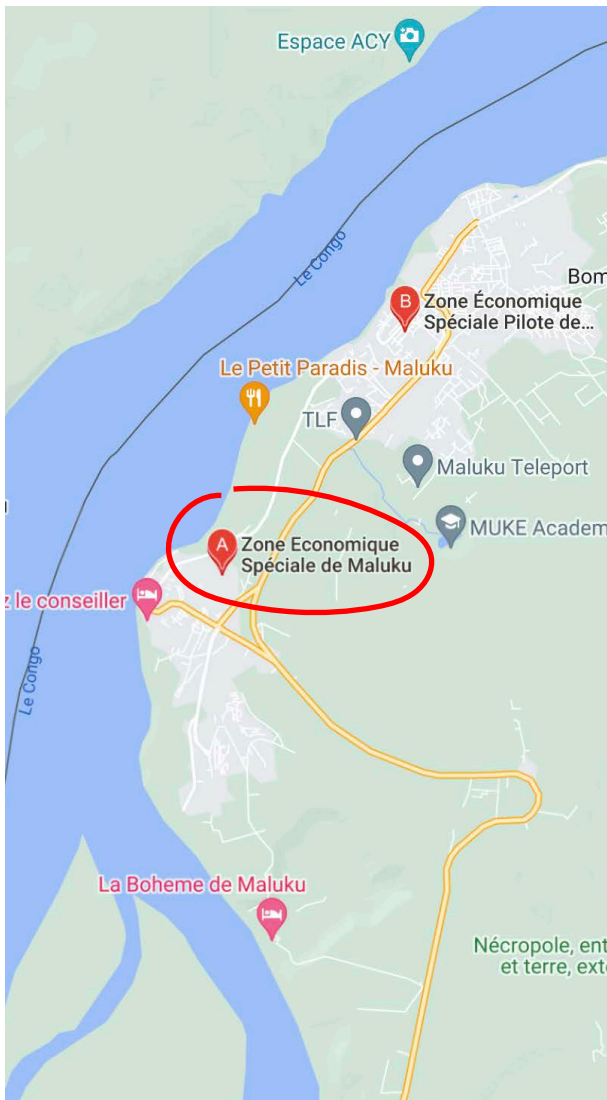 Espace ACY
Le Congo
Bom
B
Zone Économique
Spéciale Pilote de...
Le Petit Paradis - Maluku
TLF
Maluku Teleport
MUKE Academ
A
Zone Economique
Spéciale de Maluku
z le conseiller
Le Congo
La Boheme de Maluku
Nécropole, ent
et terre, ext